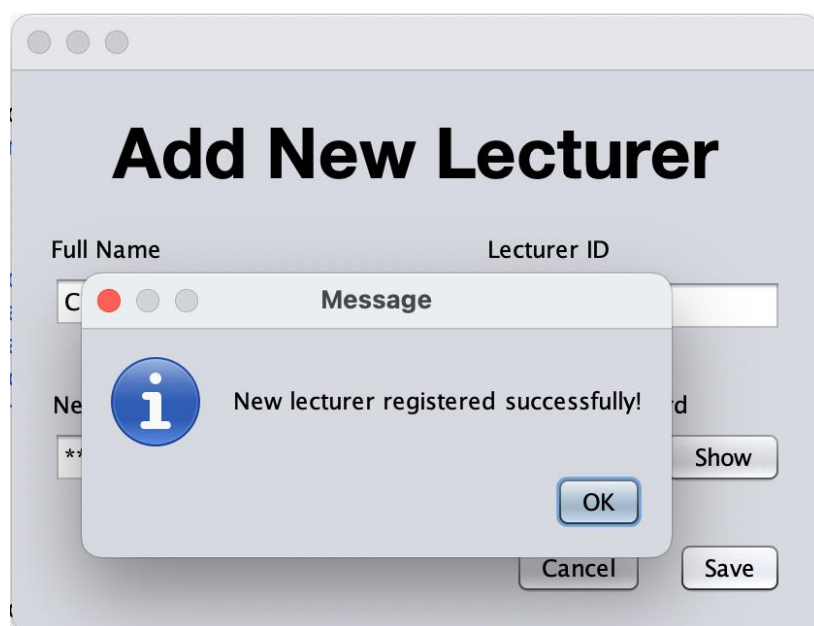 Add New Lecturer
Full Name
Lecturer ID
Message
New lecturer registered successfully!
**
Show
OK
Cancel
Save